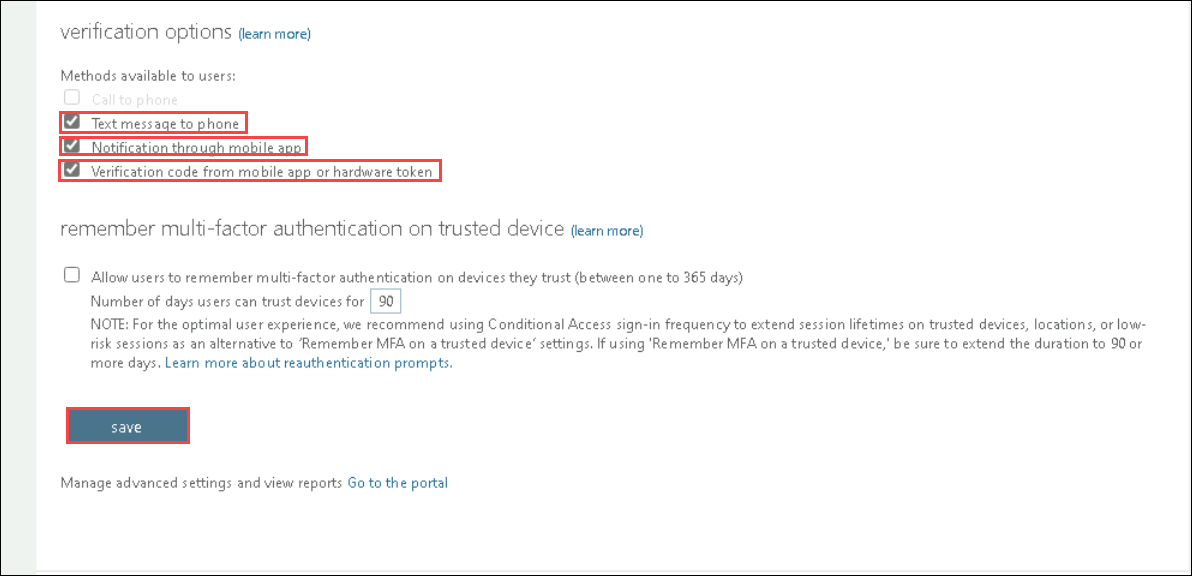 verification options (learn more)
Methods available to users:
Call to phone
Text message to phone
Notification through mobile app
Verification code from mobile app or hardware token
remember multi-factor authentication on trusted device (learn more)
Allow users to remember multi-factor authentication on devices they trust (between one to 365 days)
Number of days users can trust devices for 90
NOTE: For the optimal user experience, we recommend using Conditional Access sign-in frequency to extend session lifetimes on trusted devices, locations, or low-
risk sessions as an alternative to 'Remember MFA on a trusted device' settings. If using 'Remember MFA on a trusted device,' be sure to extend the duration to 90 or
more days. Learn more about reauthentication prompts.
save
Manage advanced settings and view reports Go to the portal